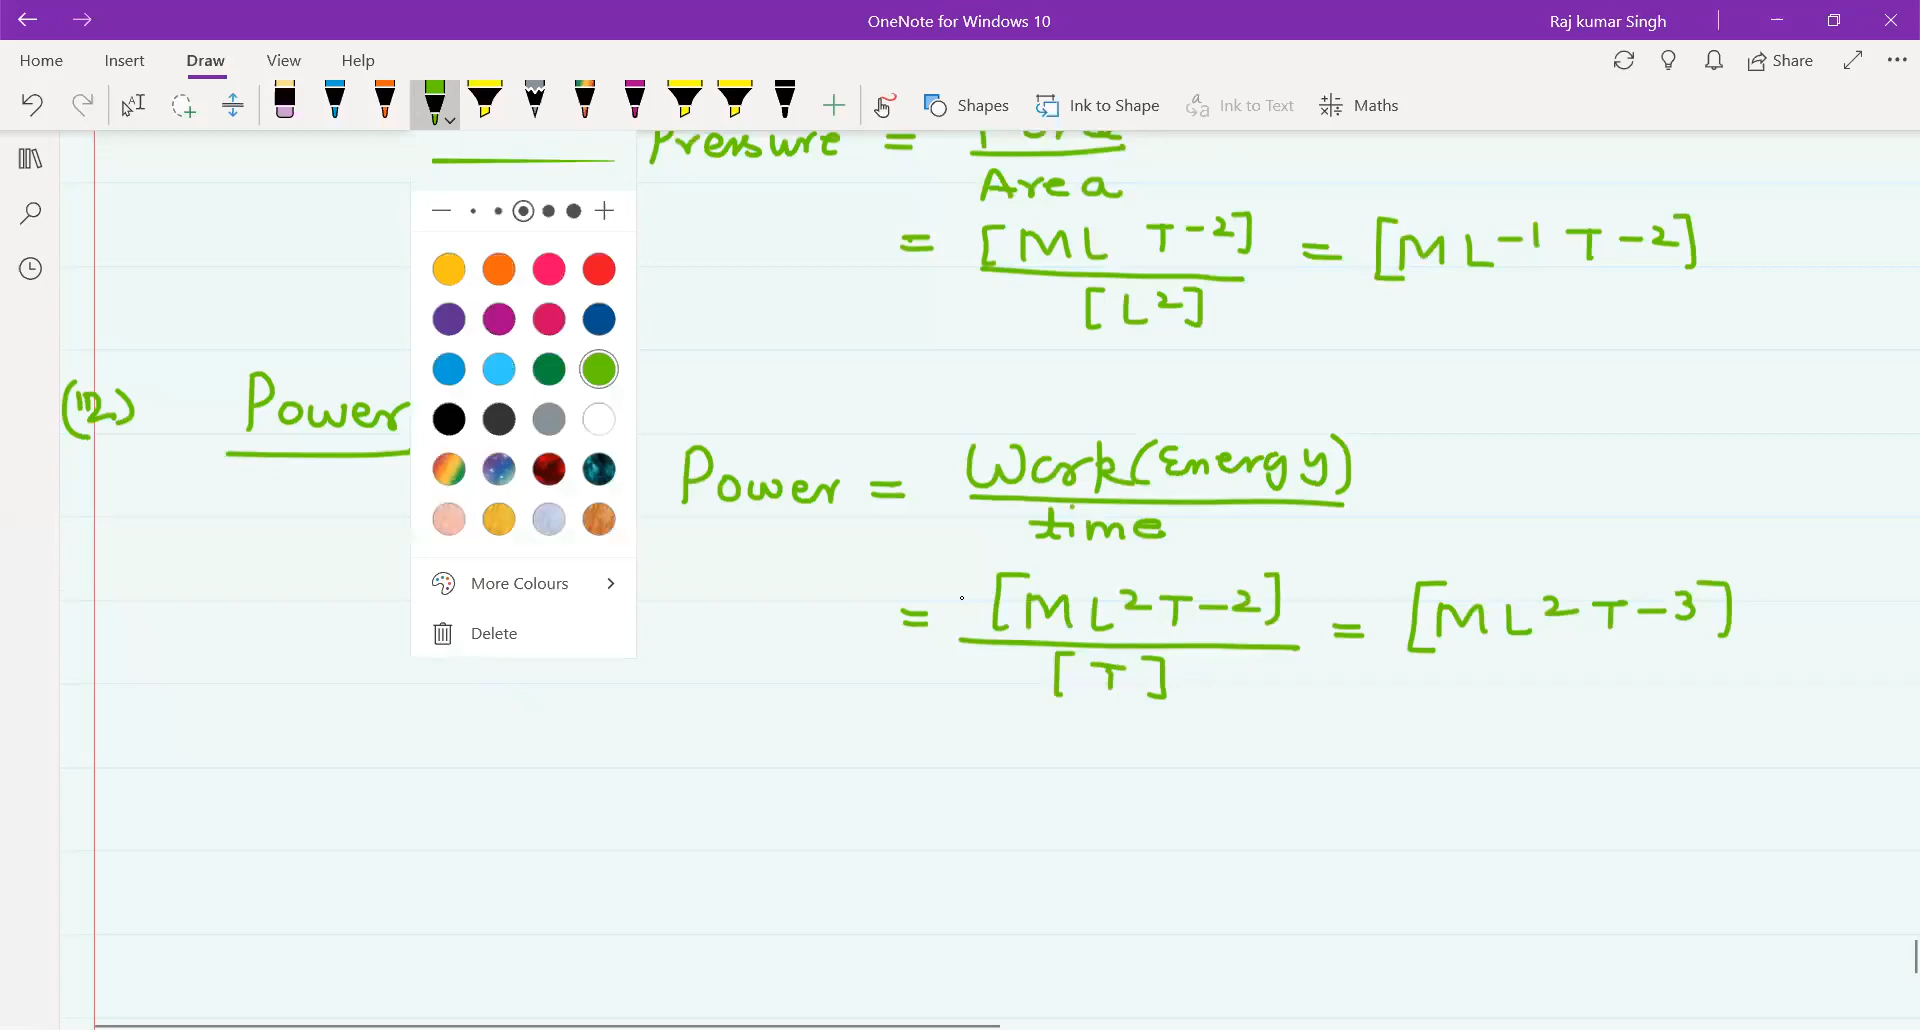 OneNote for Windows 10
Raj kumar Singh
Home Insert Draw View Help
Share
Shapes Ink to Shape Ink to Text Maths
Pressure =
Area
= [ML T-2] = [ML-1 T-2]
[L2]
(12) Power
Power = Work(Energy)
time
= [ML2T-2] = [ML2T-3]
[T]
More Colours
Delete